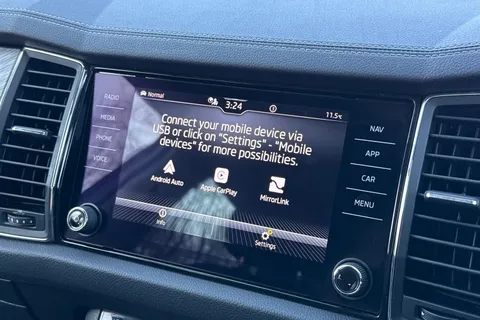 Normal
3:24
11.5°C
RADIO
MEDIA
PHONE
VOICE
Connect your mobile device via
USB or click on "Settings" - "Mobile
devices" for more possibilities.
Android Auto
Apple CarPlay
MirrorLink
Info
Settings
NAV
APP
CAR
MENU